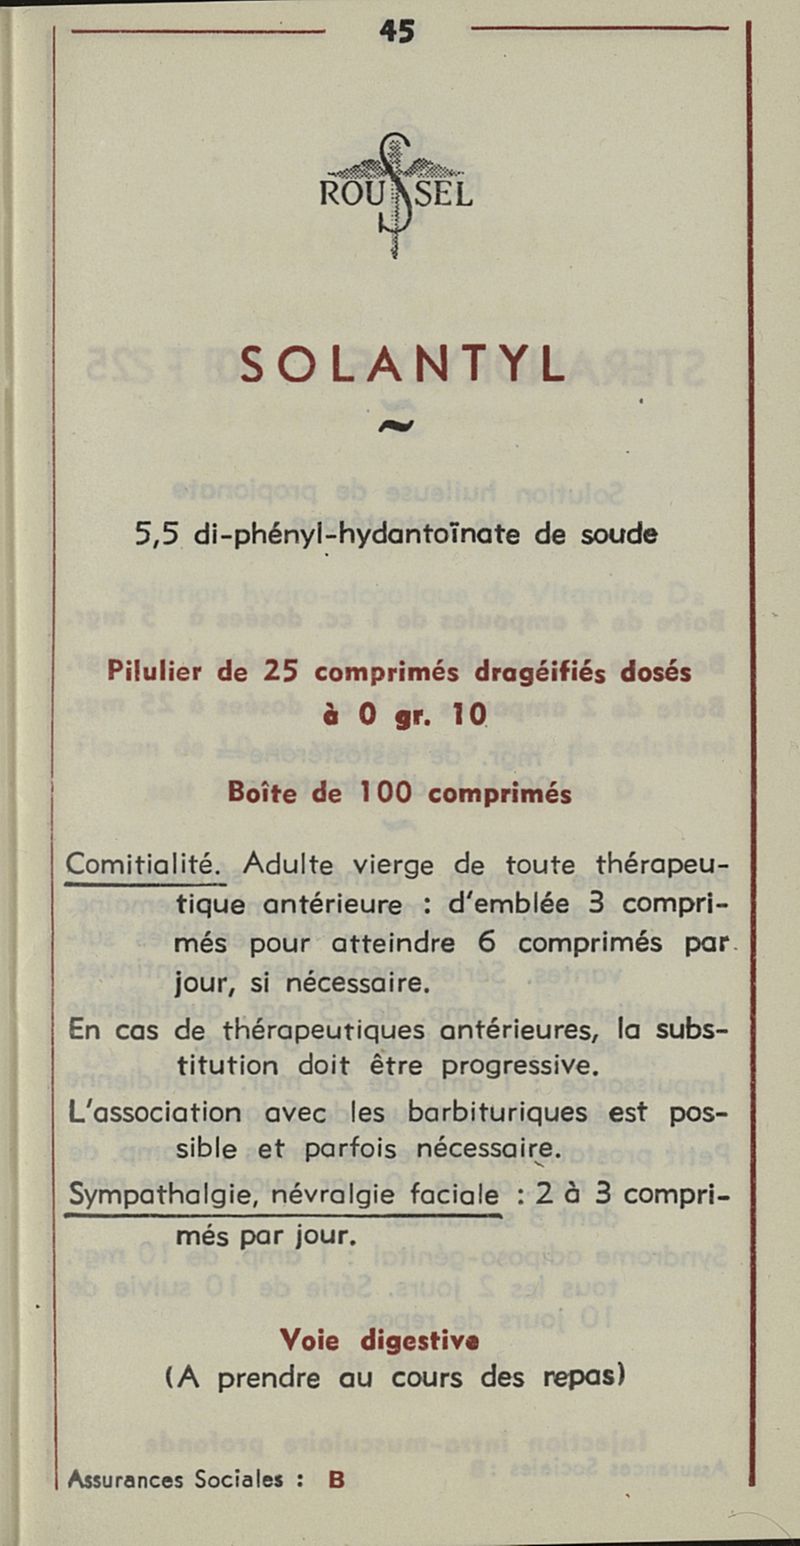 45
ROUSSEL
SOLANTYL
~
5,5 di-phényl-hydantoïnate de soude
Pilulier de 25 comprimés dragéifiés dosés
à 0 gr. 10
Boîte de 100 comprimés
Comitialité. Adulte vierge de toute thérapeu-
tique antérieure : d'emblée 3 compri-
més pour atteindre 6 comprimés par
jour, si nécessaire.
En cas de thérapeutiques antérieures, la subs-
titution doit être progressive.
L'association avec les barbituriques est pos-
sible et parfois nécessaire.
Sympathalgie, névralgie faciale : 2 à 3 compri-
més par jour.
Voie digestive
(A prendre au cours des repas)
Assurances Sociales : B